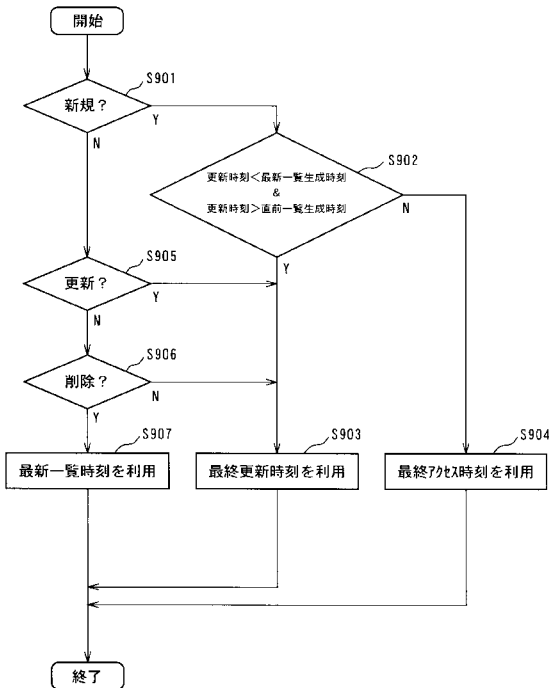 開始
S901
新規？
Y
N
S902
更新時刻＜最新一覧生成時刻
&
更新時刻＞直前一覧生成時刻
N
Y
S905
更新？
Y
N
S906
削除？
N
Y
S907
最新一覧時刻を利用
S903
最終更新時刻を利用
S904
最終ｱｸｾｽ時刻を利用
終了